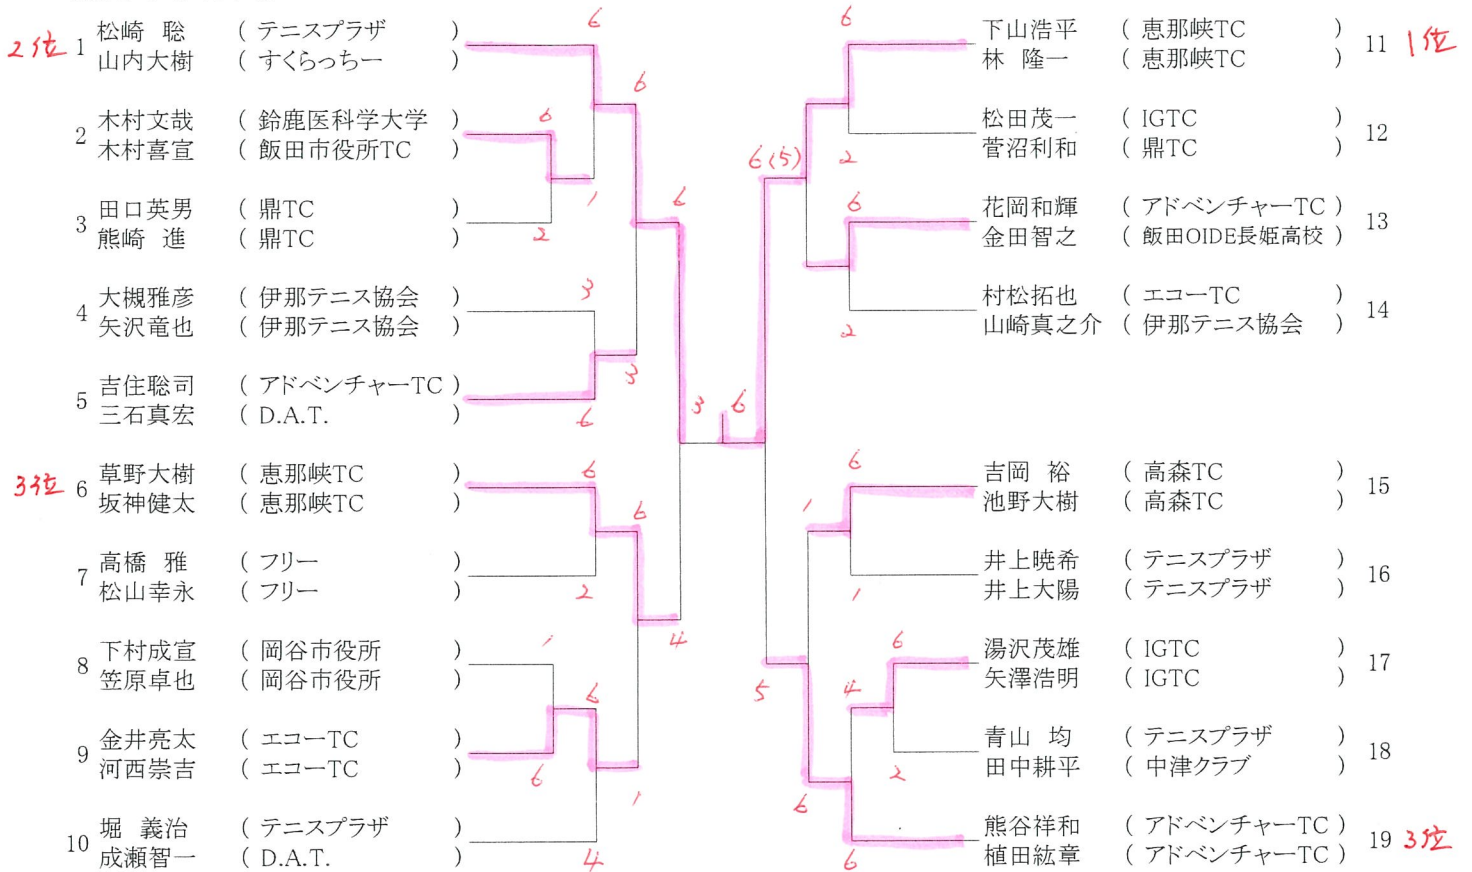 2位 1 松崎 聡 ( テニスプラザ )
山内大樹 ( すくらっちー )
2 木村文哉 ( 鈴鹿医科学大学 )
木村喜宣 ( 飯田市役所TC )
3 田口英男 ( 鼎TC )
熊崎 進 ( 鼎TC )
4 大槻雅彦 ( 伊那テニス協会 )
矢沢竜也 ( 伊那テニス協会 )
5 吉住聡司 ( アドベンチャーTC )
三石真宏 ( D.A.T. )
3位 6 草野大樹 ( 恵那峡TC )
坂神健太 ( 恵那峡TC )
7 高橋 雅 ( フリー )
松山幸永 ( フリー )
8 下村成宣 ( 岡谷市役所 )
笠原卓也 ( 岡谷市役所 )
9 金井亮太 ( エコーTC )
河西崇吉 ( エコーTC )
10 堀 義治 ( テニスプラザ )
成瀬智一 ( D.A.T. )
6
6
6
1
2
6
3
3
6
6
6
2
4
1
6
6
1
4
3 6
6
6(5)
2
6
2
6
1
1
6
5
4
2
6
6
下山浩平 ( 恵那峡TC ) 11 1位
林 隆一 ( 恵那峡TC )
松田茂一 ( IGTC ) 12
菅沼利和 ( 鼎TC )
花岡和輝 ( アドベンチャーTC ) 13
金田智之 ( 飯田OIDE長姫高校 )
村松拓也 ( エコーTC ) 14
山崎真之介 ( 伊那テニス協会 )
吉岡 裕 ( 高森TC ) 15
池野大樹 ( 高森TC )
井上暁希 ( テニスプラザ ) 16
井上大陽 ( テニスプラザ )
湯沢茂雄 ( IGTC ) 17
矢澤浩明 ( IGTC )
青山 均 ( テニスプラザ ) 18
田中耕平 ( 中津クラブ )
熊谷祥和 ( アドベンチャーTC ) 19 3位
植田紘章 ( アドベンチャーTC )